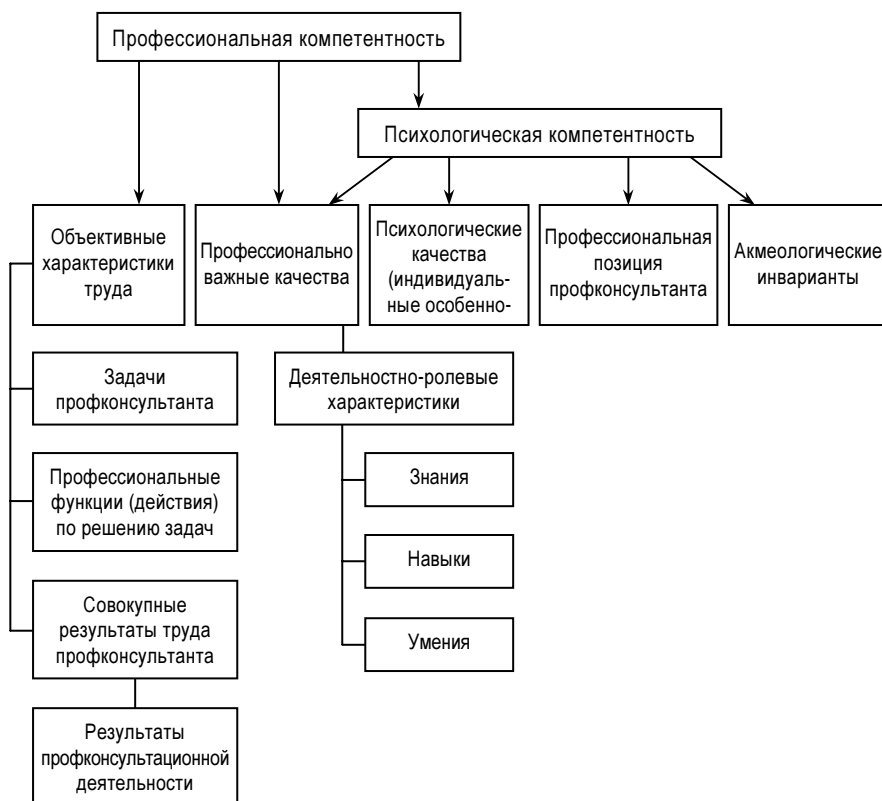 Профессиональная компетентность
Психологическая компетентность
Объективные
характеристики
труда
Профессионально
важные качества
Психологические
качества
(индивидуаль-
ные особенно-
Профессиональная
позиция
профконсультанта
Акмеологические
инварианты
Задачи
профконсультанта
Деятельностно-ролевые
характеристики
Профессиональные
функции (действия)
по решению задач
Знания
Навыки
Совокупные
результаты труда
профконсультанта
Умения
Результаты
профконсультационной
деятельности